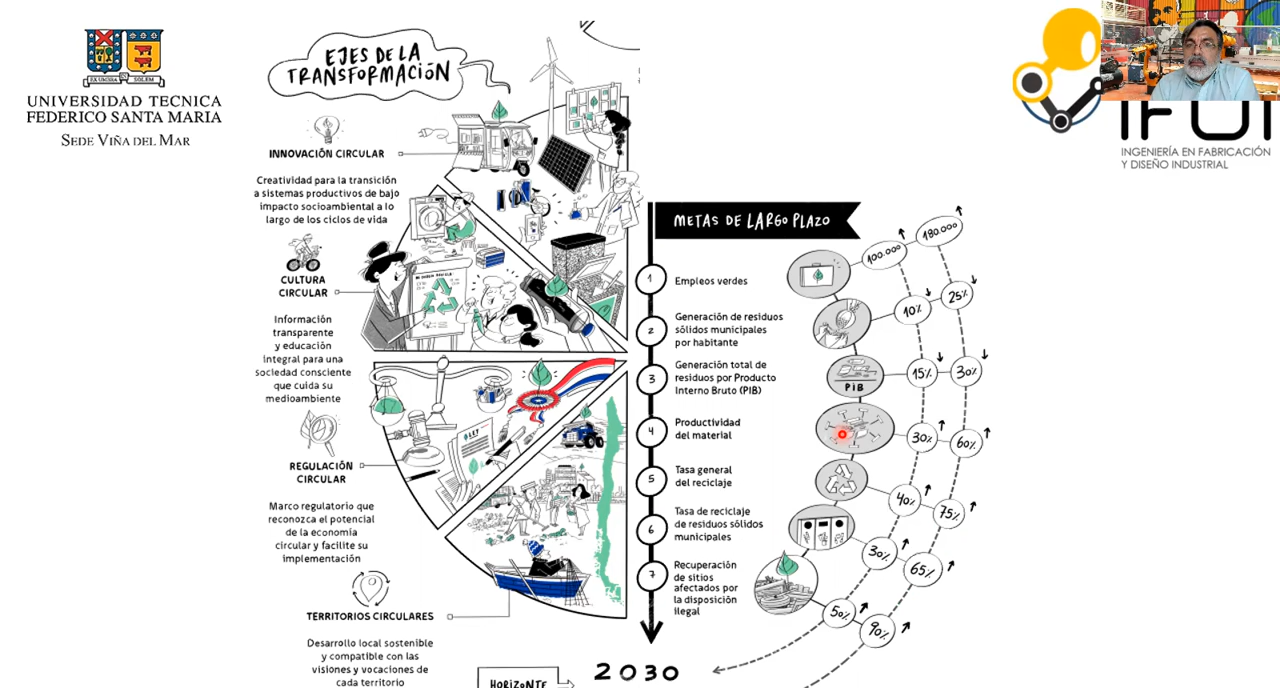 UNIVERSIDAD TECNICA
FEDERICO SANTA MARIA
SEDE VIÑA DEL MAR
EJES DE LA
TRANSFORMACIÓN
INNOVACIÓN CIRCULAR
Creatividad para la transición
a sistemas productivos de bajo
impacto socioambiental a lo
largo de los ciclos de vida
CULTURA
CIRCULAR
Información
transparente
y educación
integral para una
sociedad consciente
que cuida su
medioambiente
REGULACIÓN
CIRCULAR
Marco regulatorio que
reconozca el potencial
de la economía
circular y facilite su
implementación
TERRITORIOS CIRCULARES
Desarrollo local sostenible
y compatible con las
visiones y vocaciones de
cada territorio
LEY
METAS DE LARGO PLAZO
1 Empleos verdes
100.000 180.000
2 Generación de residuos
sólidos municipales
por habitante
10% 25%
3 Generación total de
residuos por Producto
Interno Bruto (PIB)
PIB
15% 30%
4 Productividad
del material
30% 60%
5 Tasa general
del reciclaje
40% 75%
6 Tasa de reciclaje
de residuos sólidos
municipales
30% 65%
7 Recuperación
de sitios
afectados por
la disposición
ilegal
50% 90%
HORIZONTE
2030
INGENIERÍA EN FABRICACIÓN
Y DISEÑO INDUSTRIAL